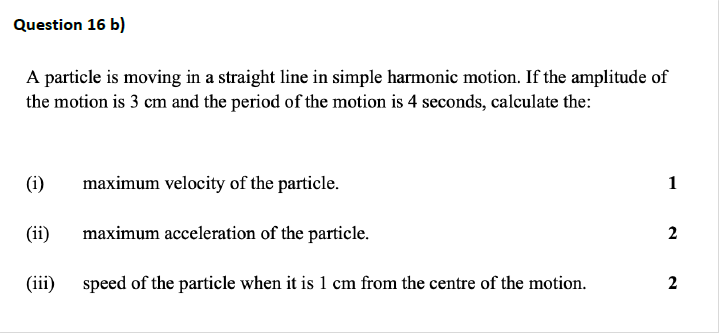 Question 16 b)
A particle is moving in a straight line in simple harmonic motion. If the amplitude of
the motion is 3 cm and the period of the motion is 4 seconds, calculate the:
(i) maximum velocity of the particle. 1
(ii) maximum acceleration of the particle. 2
(iii) speed of the particle when it is 1 cm from the centre of the motion. 2